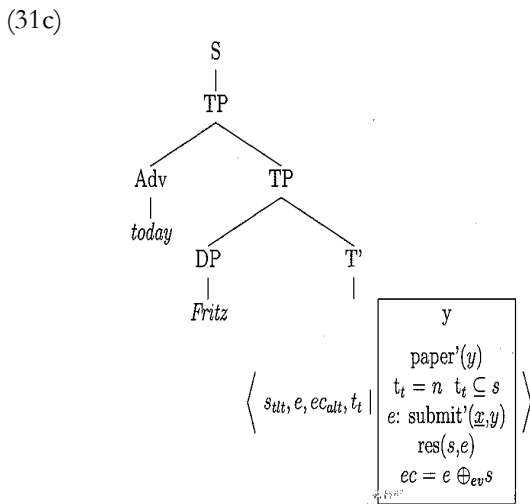 (31c)
S
TP
Adv TP
today
DP T'
Fritz
y
paper'(y)
⟨ s_tlt, e, ec_alt, t_t | t_t = n t_t ⊆ s ⟩
e: submit'(x,y)
res(s,e)
ec = e ⊕_ev s